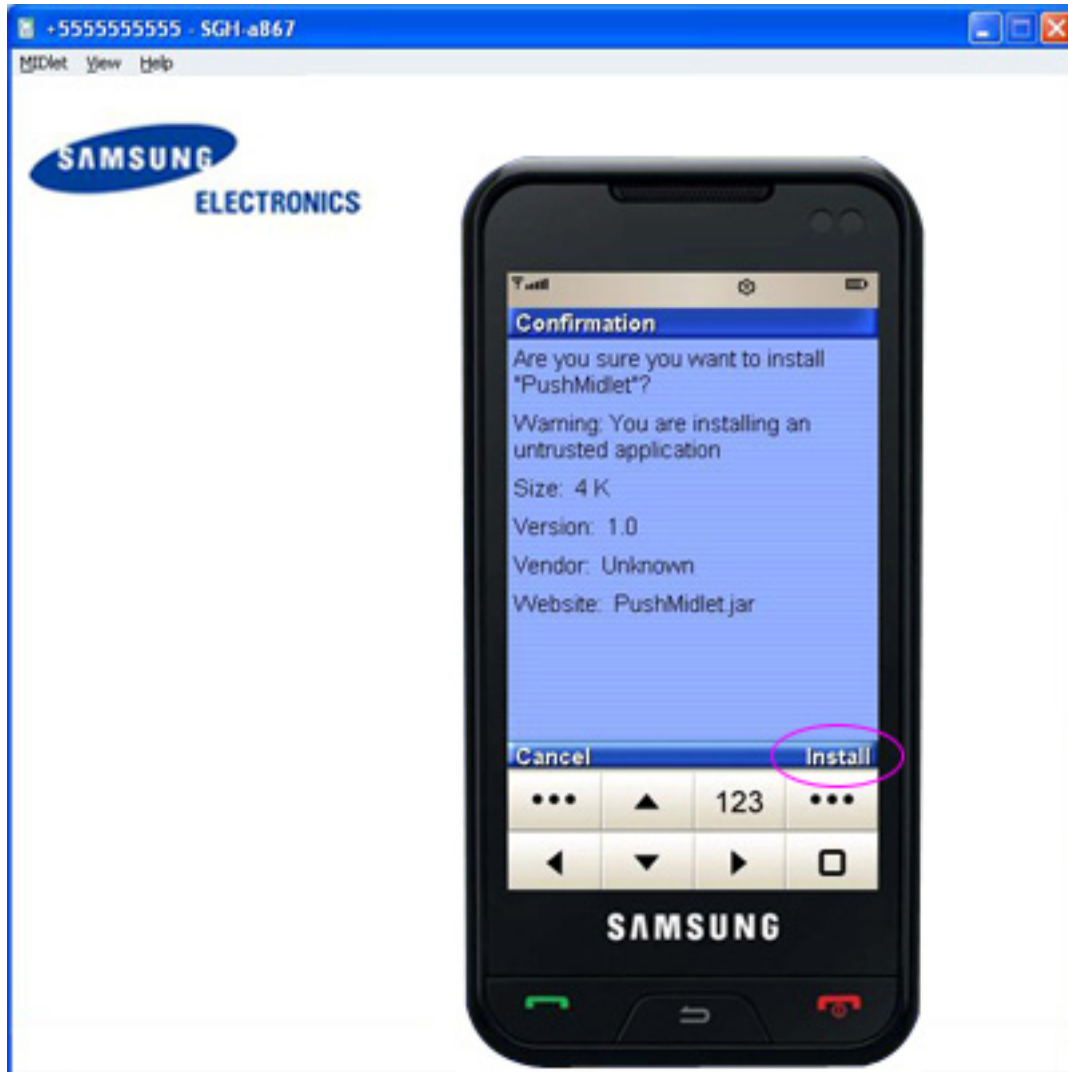 +5555555555 - SGH-a867
MIDlet View Help
SAMSUNG
ELECTRONICS
Confirmation
Are you sure you want to install
"PushMidlet"?
Warning: You are installing an
untrusted application
Size: 4 K
Version: 1.0
Vendor: Unknown
Website: PushMidlet.jar
Cancel Install
123
SAMSUNG